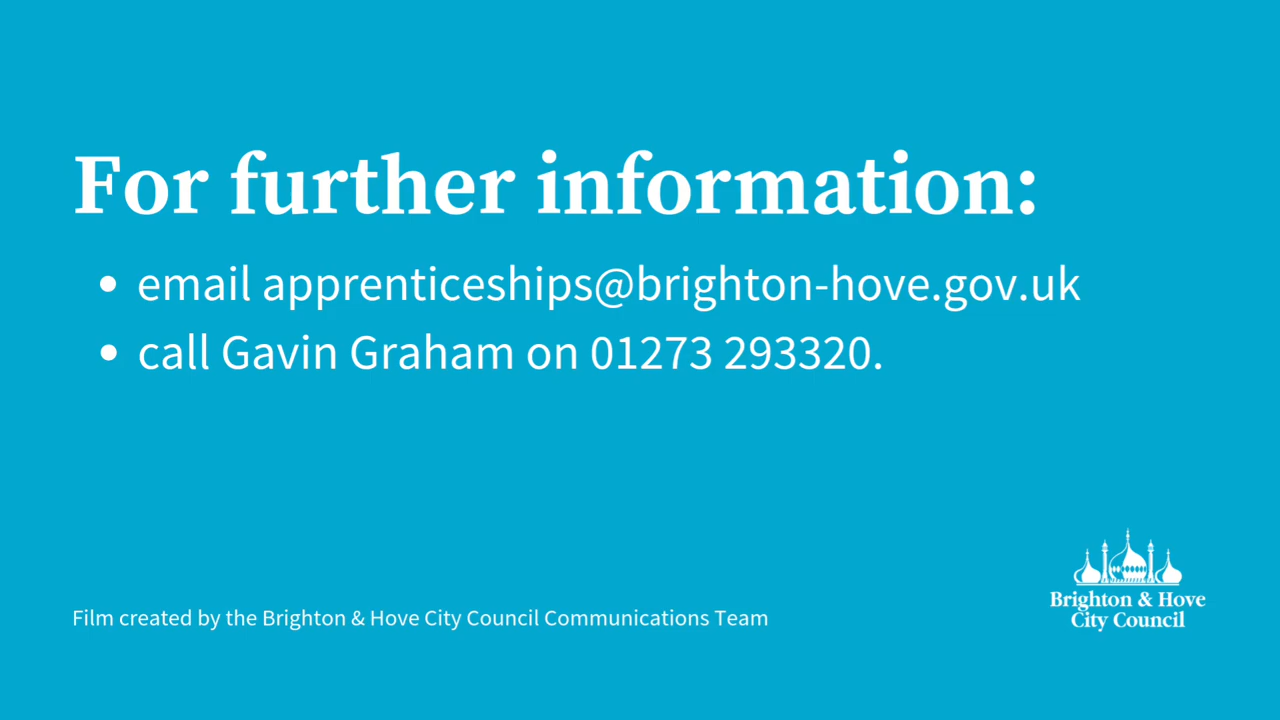 For further information:
• email apprenticeships@brighton-hove.gov.uk
• call Gavin Graham on 01273 293320.
Film created by the Brighton & Hove City Council Communications Team
Brighton & Hove
City Council